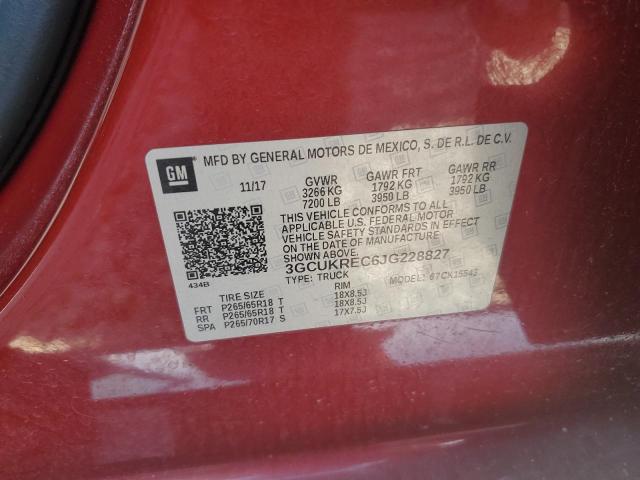 GM
MFD BY GENERAL MOTORS DE MEXICO, S. DE R.L. DE C.V.
11/17 GVWR GAWR FRT GAWR RR
3266 KG 1792 KG 1792 KG
7200 LB 3950 LB 3950 LB
THIS VEHICLE CONFORMS TO ALL
APPLICABLE U.S. FEDERAL MOTOR
VEHICLE SAFETY STANDARDS IN EFFECT
ON THE DATE OF MANUFACTURE SHOWN
ABOVE.
3GCUKREC6JG228827
TYPE: TRUCK MODEL: 67CK15543
434B
TIRE SIZE RIM
FRT P265/65R18 T 18X8.5J
RR P265/65R18 T 18X8.5J
SPA P265/70R17 S 17X7.5J